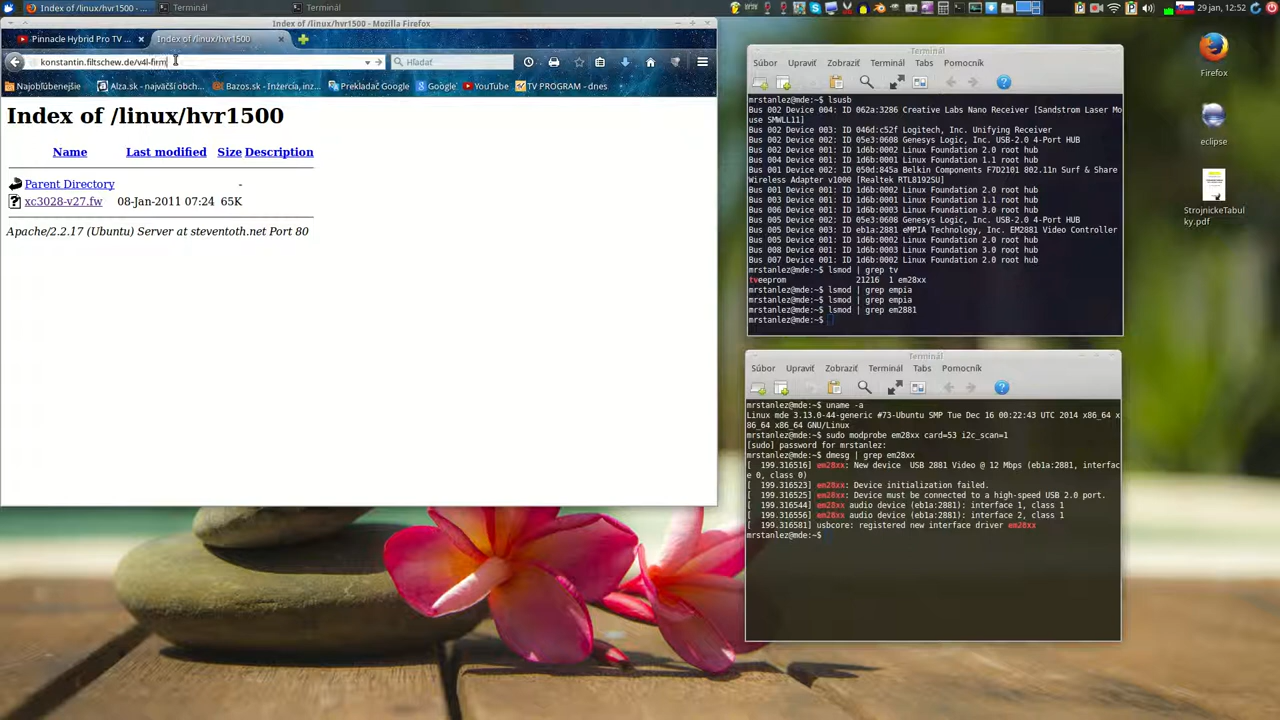 Index of /linux/hvr1500 - ...
Terminál
Terminál
29 jan, 12:52
Index of /linux/hvr1500 - Mozilla Firefox
Pinnacle Hybrid Pro TV ...
Index of /linux/hvr1500
konstantin.filtschew.de/v4l-firm
Hľadať
Najobľúbenejšie
Alza.sk - najväčší obch...
Bazos.sk - Inzercia, inz...
Prekladač Google
Google
YouTube
TV PROGRAM - dnes
Index of /linux/hvr1500
Name Last modified Size Description
Parent Directory -
xc3028-v27.fw 08-Jan-2011 07:24 65K
Apache/2.2.17 (Ubuntu) Server at steventoth.net Port 80
Terminál
Súbor Upraviť Zobraziť Terminál Tabs Pomocník
mrstanlez@mde:~$ lsusb
Bus 002 Device 004: ID 062a:3286 Creative Labs Nano Receiver [Sandstrom Laser Mo
use SMWLL11]
Bus 002 Device 003: ID 046d:c52f Logitech, Inc. Unifying Receiver
Bus 002 Device 002: ID 05e3:0608 Genesys Logic, Inc. USB-2.0 4-Port HUB
Bus 002 Device 001: ID 1d6b:0002 Linux Foundation 2.0 root hub
Bus 004 Device 001: ID 1d6b:0001 Linux Foundation 1.1 root hub
Bus 001 Device 002: ID 050d:845a Belkin Components F7D2101 802.11n Surf & Share
Wireless Adapter v1000 [Realtek RTL8192SU]
Bus 001 Device 001: ID 1d6b:0002 Linux Foundation 2.0 root hub
Bus 003 Device 001: ID 1d6b:0001 Linux Foundation 1.1 root hub
Bus 006 Device 001: ID 1d6b:0003 Linux Foundation 3.0 root hub
Bus 005 Device 002: ID 05e3:0608 Genesys Logic, Inc. USB-2.0 4-Port HUB
Bus 005 Device 003: ID eb1a:2881 eMPIA Technology, Inc. EM2881 Video Controller
Bus 005 Device 001: ID 1d6b:0002 Linux Foundation 2.0 root hub
Bus 008 Device 001: ID 1d6b:0003 Linux Foundation 3.0 root hub
Bus 007 Device 001: ID 1d6b:0002 Linux Foundation 2.0 root hub
mrstanlez@mde:~$ lsmod | grep tv
tveeprom 21216 1 em28xx
mrstanlez@mde:~$ lsmod | grep empia
mrstanlez@mde:~$ lsmod | grep empia
mrstanlez@mde:~$ lsmod | grep em2881
mrstanlez@mde:~$
Terminál
Súbor Upraviť Zobraziť Terminál Tabs Pomocník
mrstanlez@mde:~$ uname -a
Linux mde 3.13.0-44-generic #73-Ubuntu SMP Tue Dec 16 00:22:43 UTC 2014 x86_64 x
86_64 x86_64 GNU/Linux
mrstanlez@mde:~$ sudo modprobe em28xx card=53 i2c_scan=1
[sudo] password for mrstanlez:
mrstanlez@mde:~$ dmesg | grep em28xx
[ 199.316516] em28xx: New device  USB 2881 Video @ 12 Mbps (eb1a:2881, interfac
e 0, class 0)
[ 199.316523] em28xx: Device initialization failed.
[ 199.316525] em28xx: Device must be connected to a high-speed USB 2.0 port.
[ 199.316544] em28xx audio device (eb1a:2881): interface 1, class 1
[ 199.316556] em28xx audio device (eb1a:2881): interface 2, class 1
[ 199.316581] usbcore: registered new interface driver em28xx
mrstanlez@mde:~$
Firefox
eclipse
StrojnickeTabul
ky.pdf